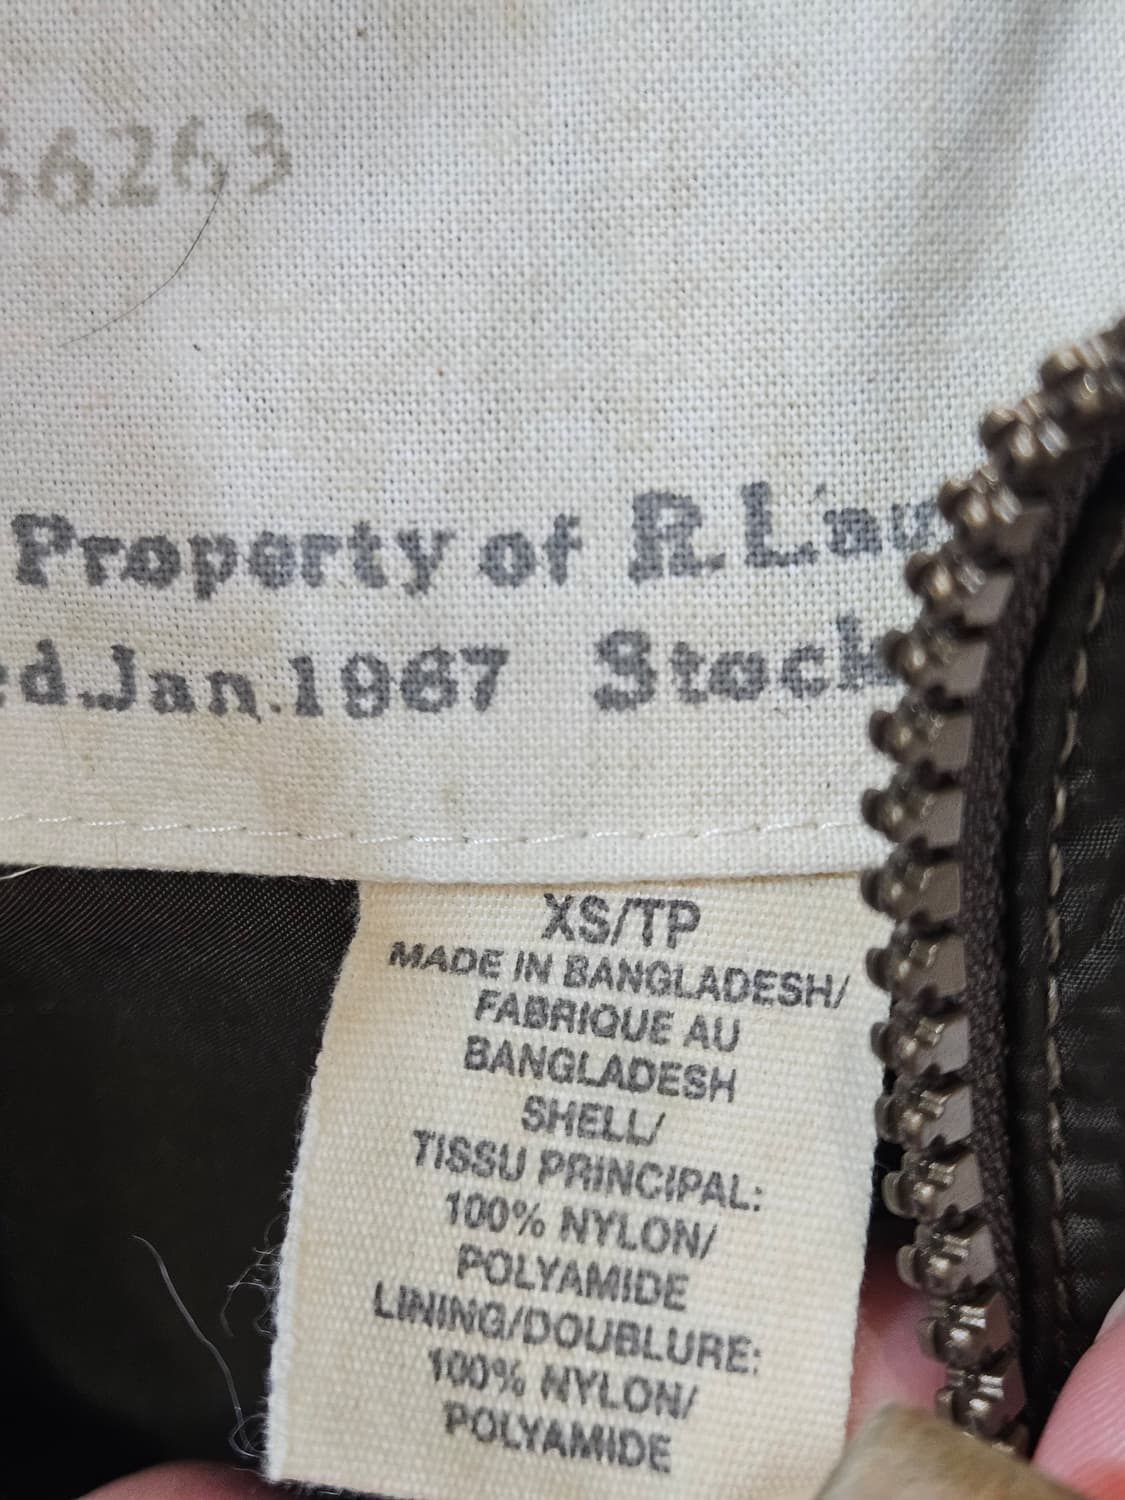 66263
Property of R.Lau
ed.Jan.1967 Stock
XS/TP
MADE IN BANGLADESH/
FABRIQUE AU
BANGLADESH
SHELL/
TISSU PRINCIPAL:
100% NYLON/
POLYAMIDE
LINING/DOUBLURE:
100% NYLON/
POLYAMIDE